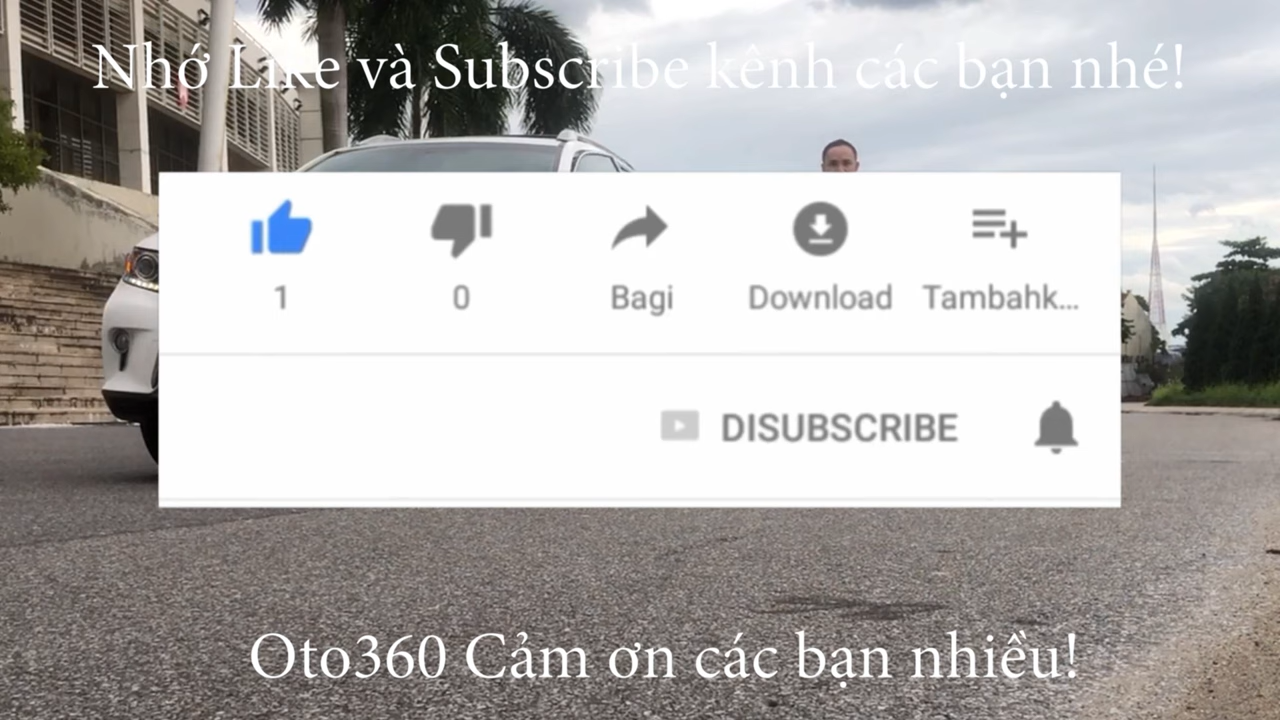 Nhớ Like và Subscribe kênh các bạn nhé!
1 0 Bagi Download Tambahk...
DISUBSCRIBE
Oto360 Cảm ơn các bạn nhiều!